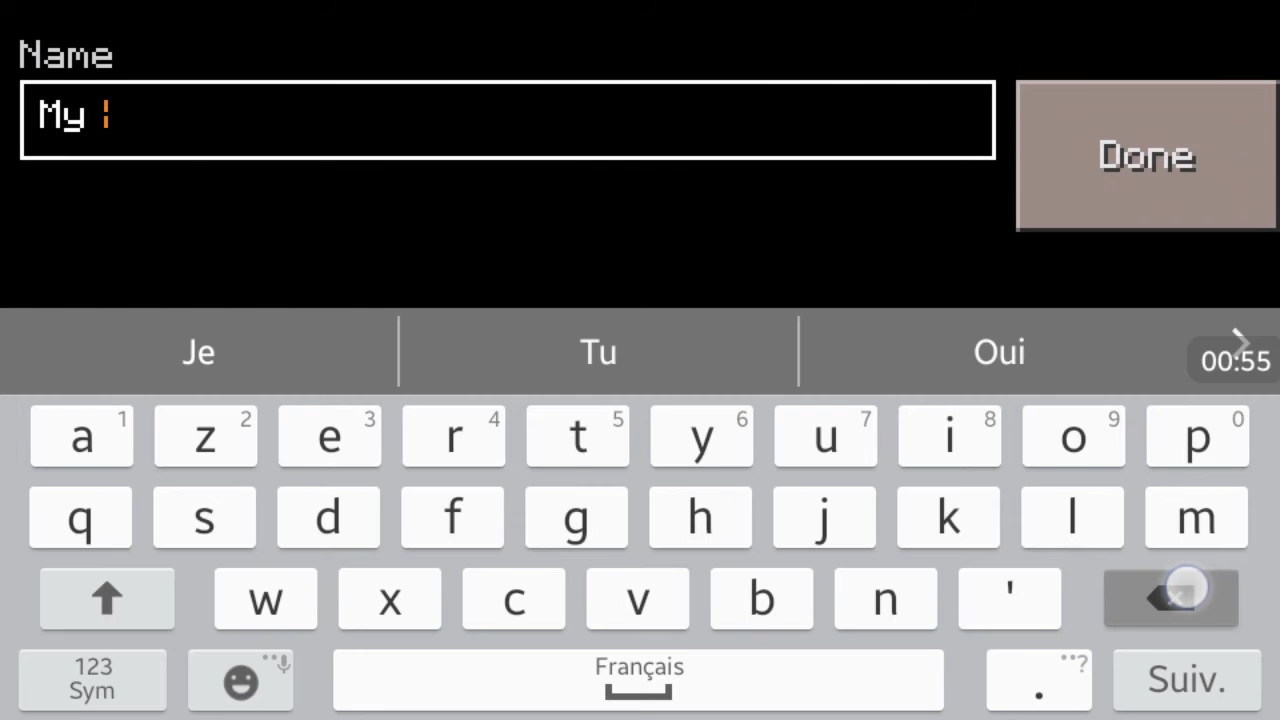 Name
My
Done
Je Tu Oui
00:55
a 1 z 2 e 3 r 4 t 5 y 6 u 7 i 8 o 9 p 0
q s d f g h j k l m
w x c v b n '
123 Sym
Français
. ?
Suiv.